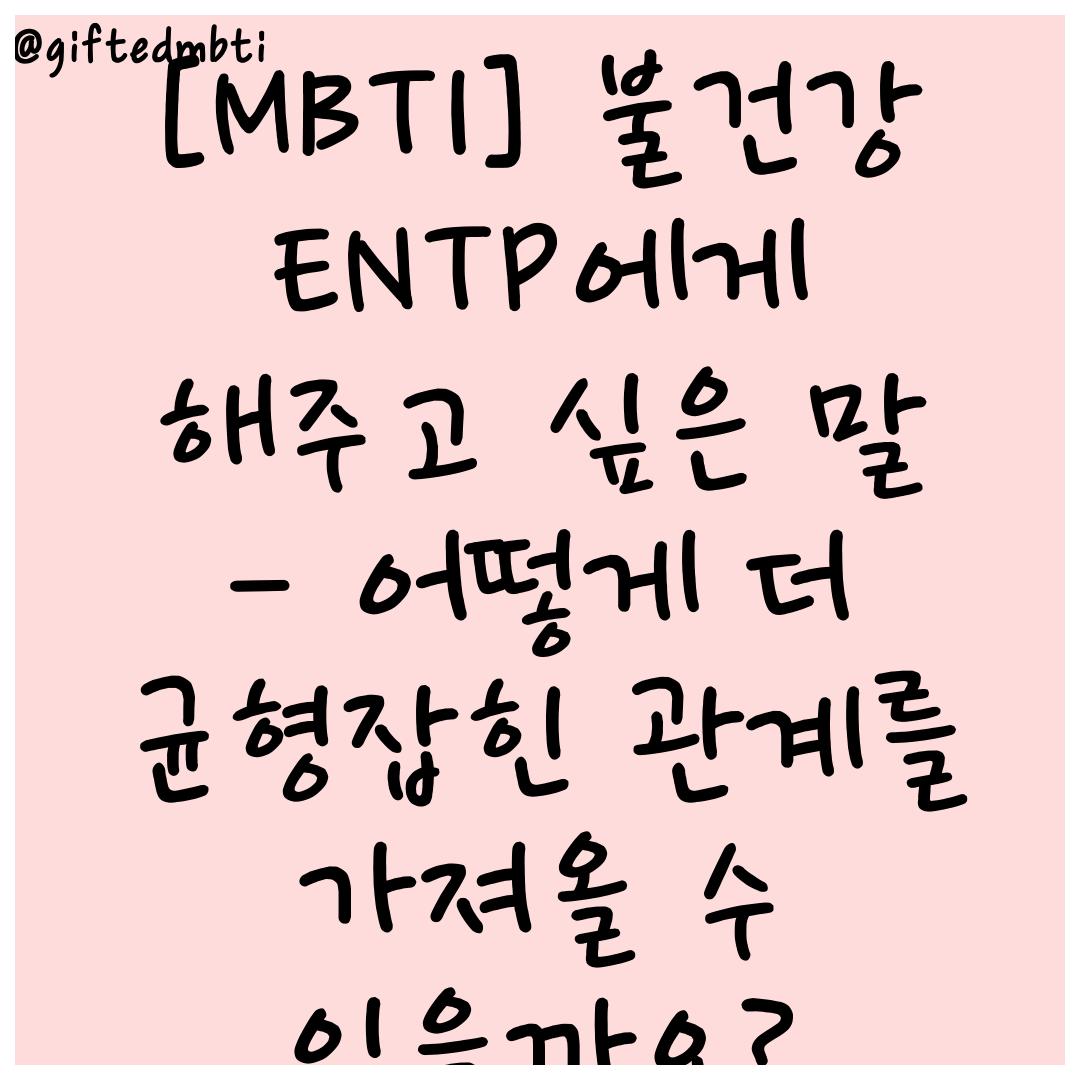 @giftedmbti
[MBTI] 불건강
ENTP에게
해주고 싶은 말
- 어떻게 더
균형잡힌 관계를
가져올 수
있을까요?